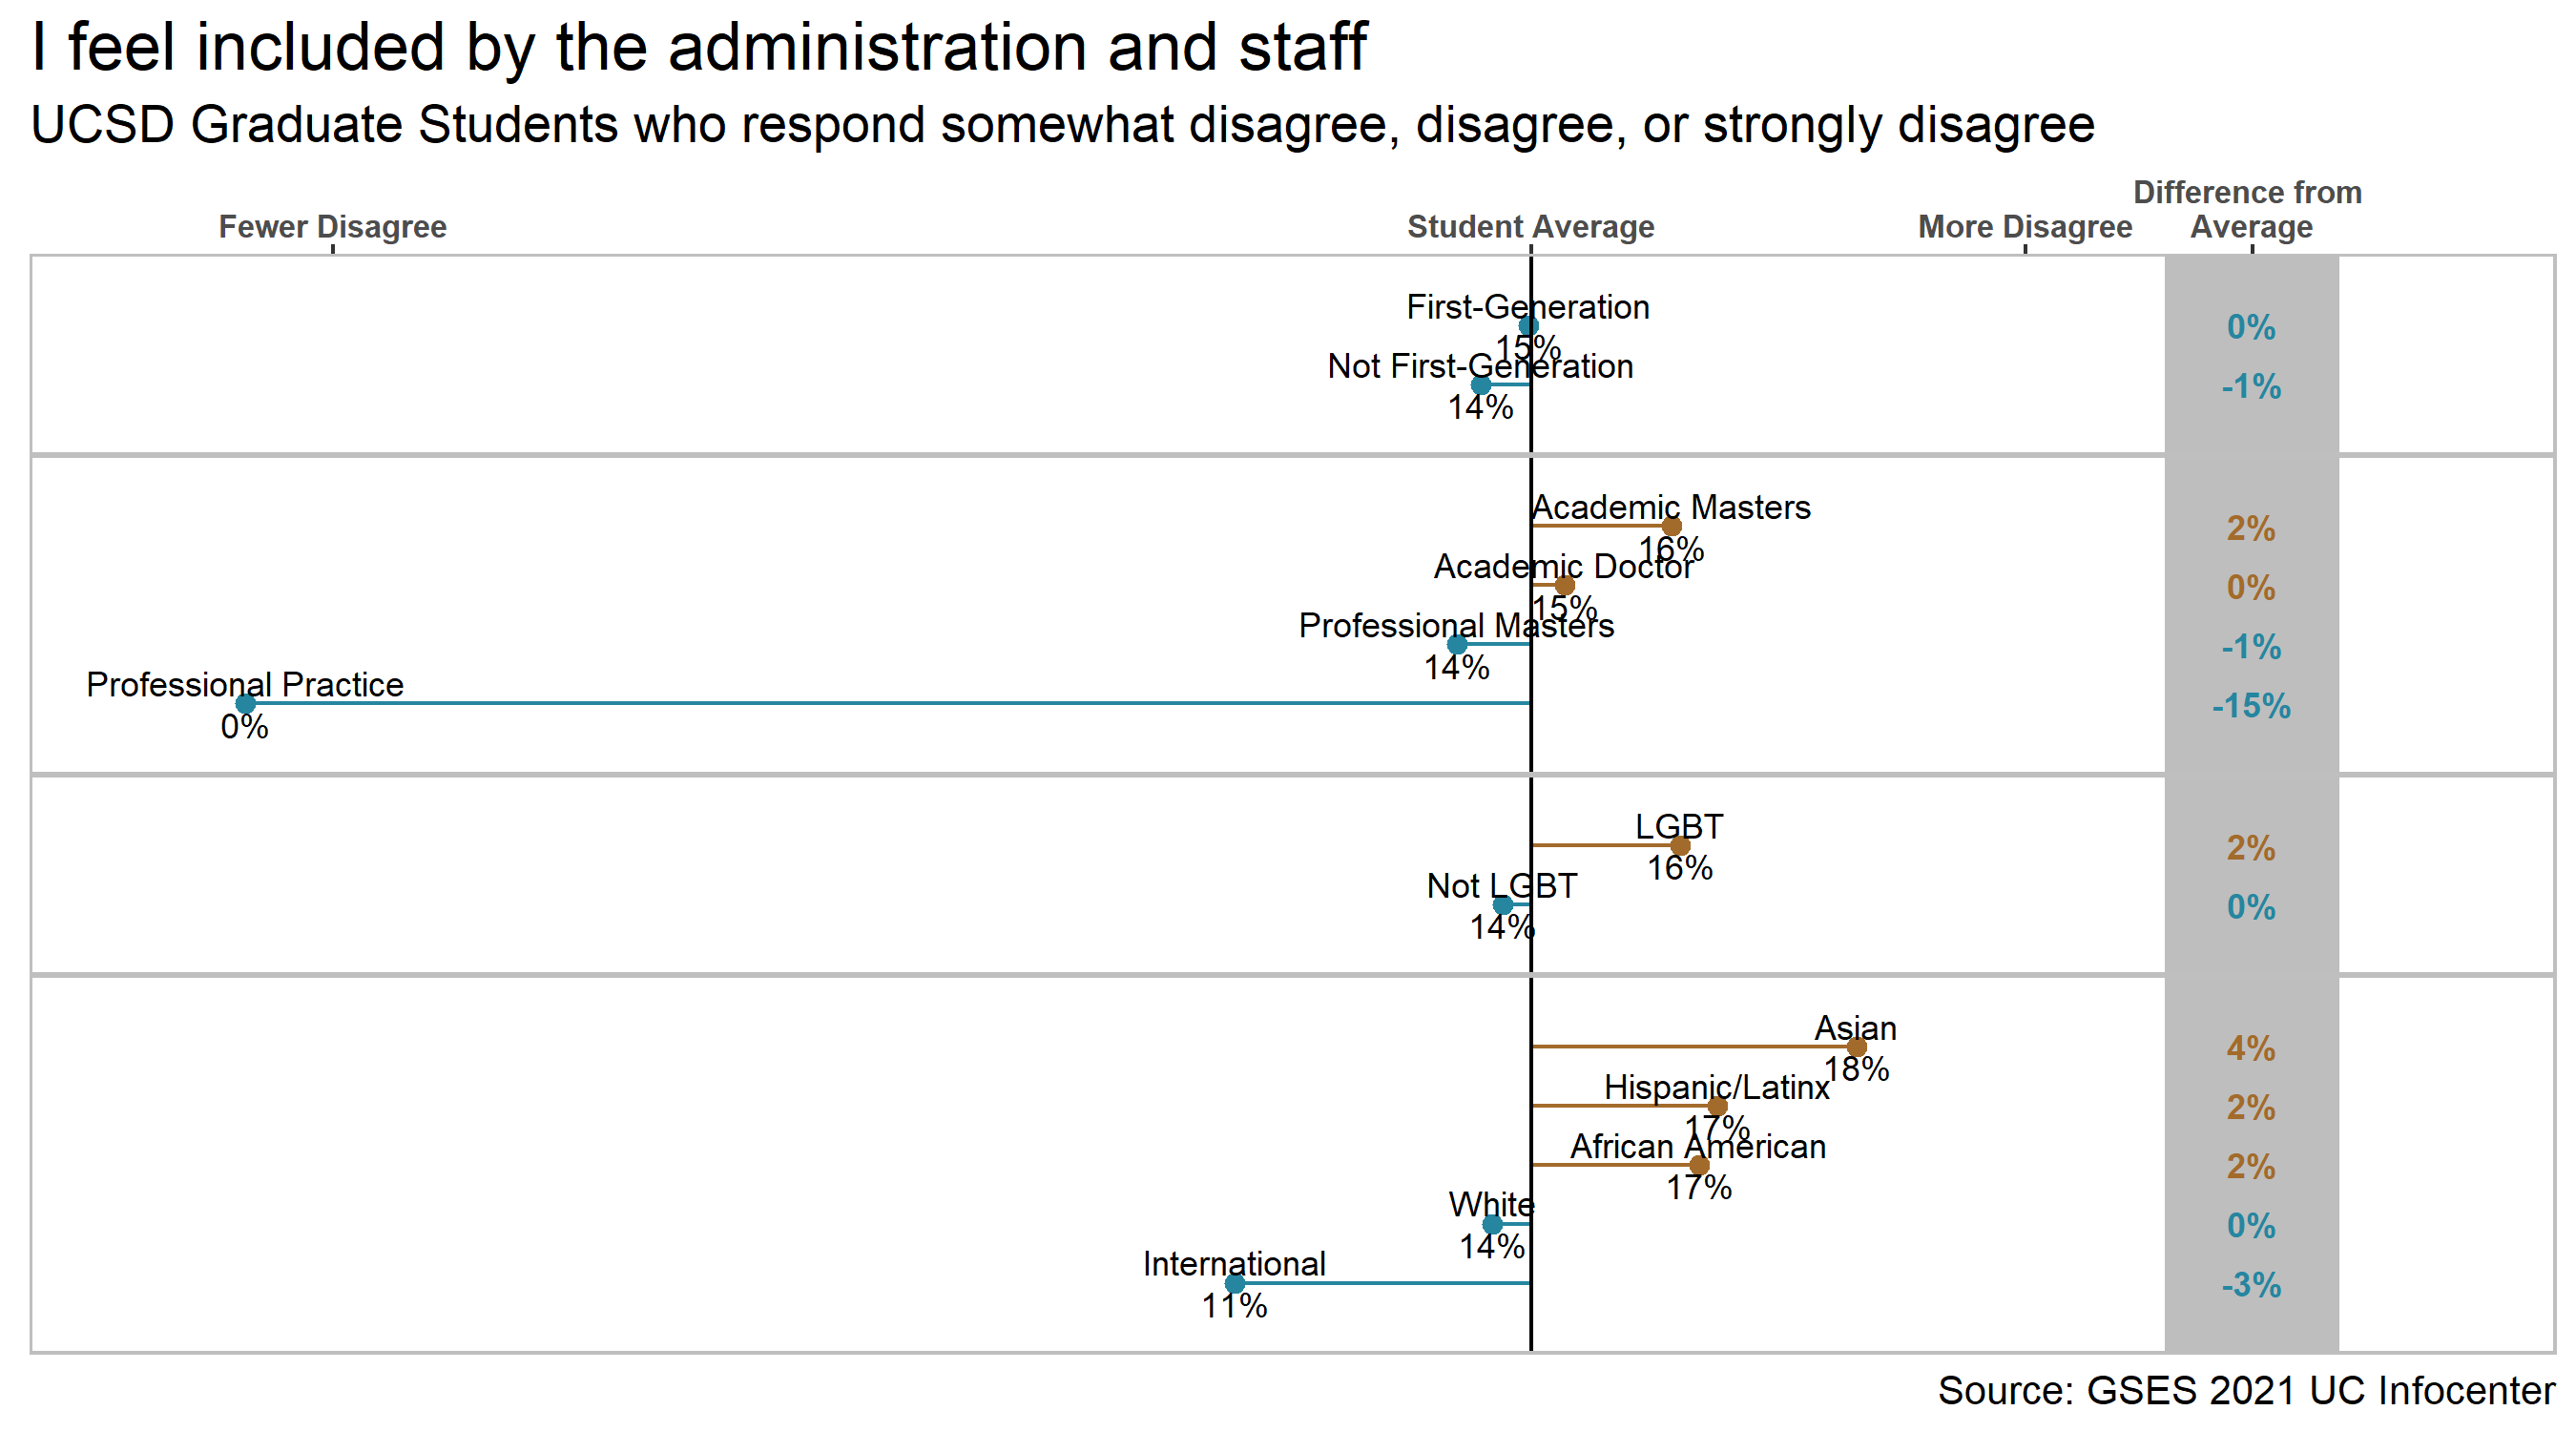 I feel included by the administration and staff
UCSD Graduate Students who respond somewhat disagree, disagree, or strongly disagree
Fewer Disagree
Student Average
More Disagree
Difference from
Average
First-Generation
15%
0%
Not First-Generation
14%
-1%
Academic Masters
16%
2%
Academic Doctor
15%
0%
Professional Masters
14%
-1%
Professional Practice
0%
-15%
LGBT
16%
2%
Not LGBT
14%
0%
Asian
18%
4%
Hispanic/Latinx
17%
2%
African American
17%
2%
White
14%
0%
International
11%
-3%
Source: GSES 2021 UC Infocenter